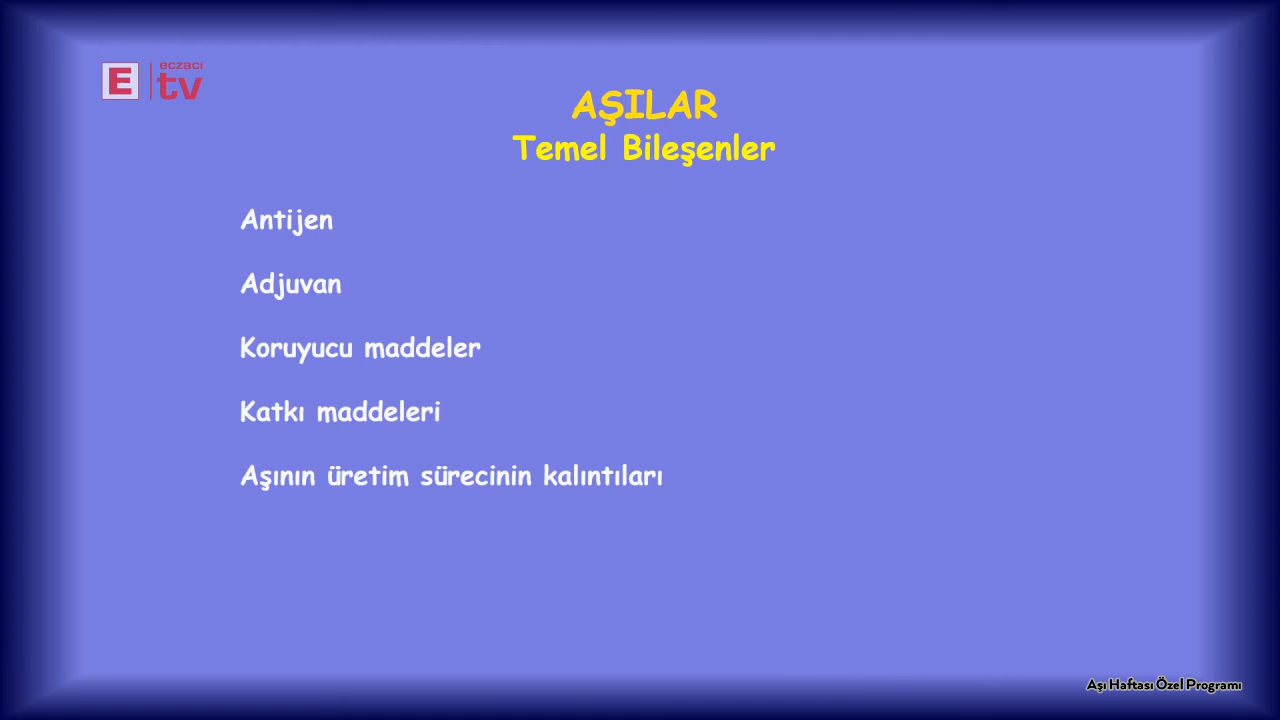 E
eczacı
tv
AŞILAR
Temel Bileşenler
Antijen
Adjuvan
Koruyucu maddeler
Katkı maddeleri
Aşının üretim sürecinin kalıntıları
Aşı Haftası Özel Programı